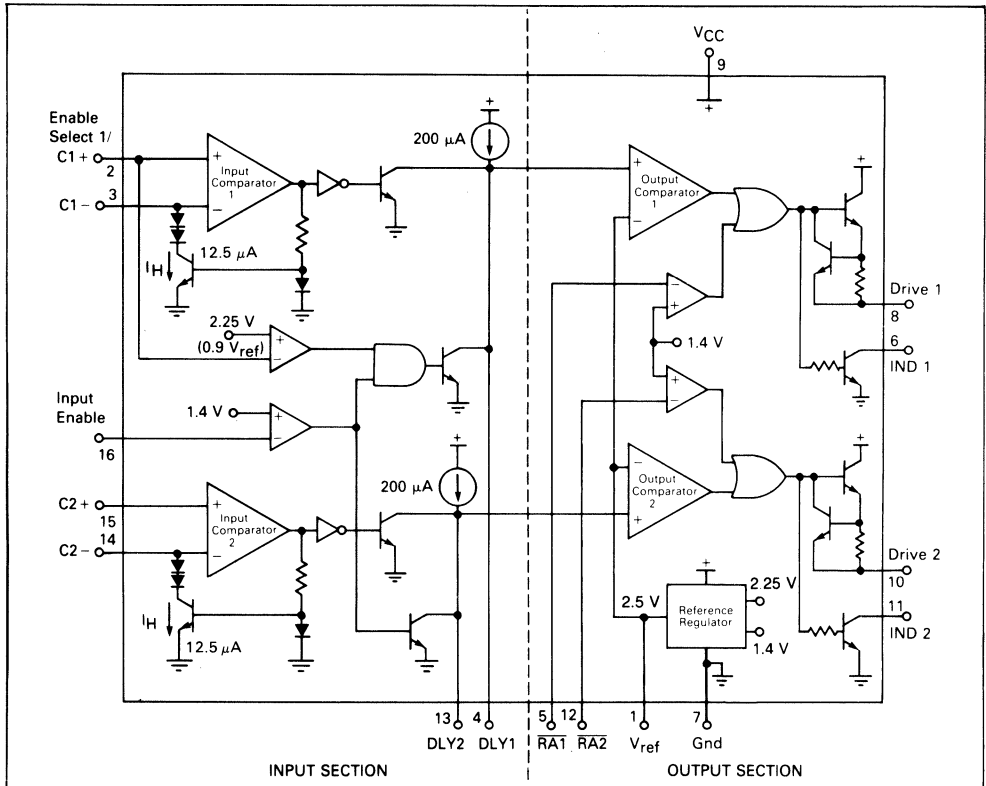 VCC
9
Enable
Select 1/
C1+
2
3
C1-
+
Input
Comparator
1
-
IH
12.5 μA
200 μA
+
+
Output
Comparator
1
-
+
Drive 1
8
6
IND 1
2.25 V
(0.9 Vref)
+
-
-
+
1.4 V
+
-
Input
Enable
16
1.4 V
+
-
+
200 μA
C2+
15
14
C2-
+
Input
Comparator
2
-
IH
12.5 μA
-
Output
Comparator
2
+
+
Drive 2
10
11
IND 2
+
2.5 V
Reference
Regulator
2.25 V
1.4 V
13
4
5
12
1
7
DLY2
DLY1
RA1
RA2
Vref
Gnd
INPUT SECTION
OUTPUT SECTION